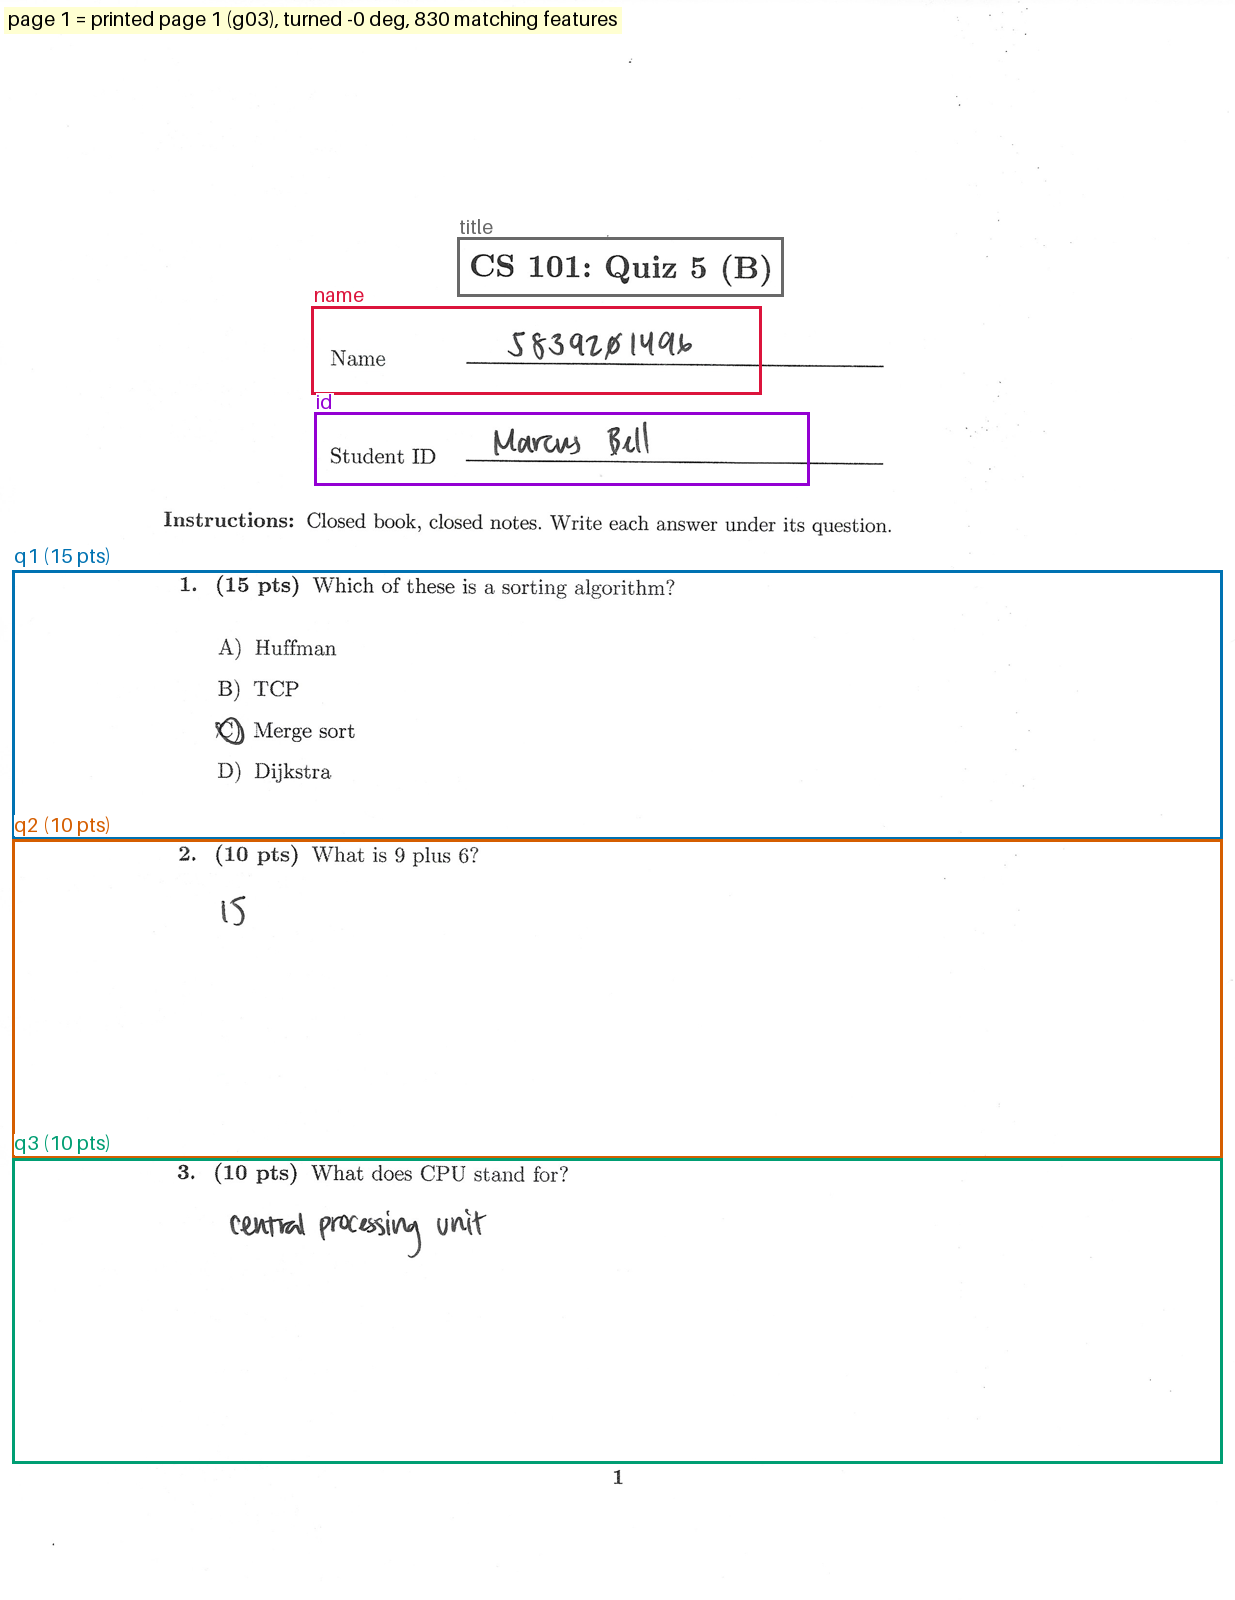 page 1 = printed page 1 (g03), turned -0 deg, 830 matching features
title
CS 101: Quiz 5 (B)
name
Name 5839201496
id
Student ID Marcus Bell
Instructions: Closed book, closed notes. Write each answer under its question.
q1 (15 pts)
1. (15 pts) Which of these is a sorting algorithm?
A) Huffman
B) TCP
C) Merge sort
D) Dijkstra
q2 (10 pts)
2. (10 pts) What is 9 plus 6?
15
q3 (10 pts)
3. (10 pts) What does CPU stand for?
central processing unit
1